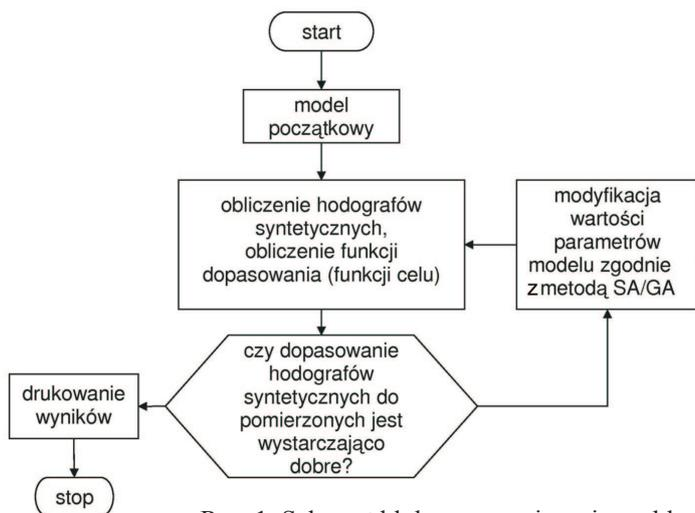 start
model
początkowy
obliczenie hodografów
syntetycznych,
obliczenie funkcji
dopasowania (funkcji celu)
modyfikacja
wartości
parametrów
modelu zgodnie
z metodą SA/GA
czy dopasowanie
hodografów
syntetycznych do
pomierzonych jest
wystarczająco
dobre?
drukowanie
wyników
stop